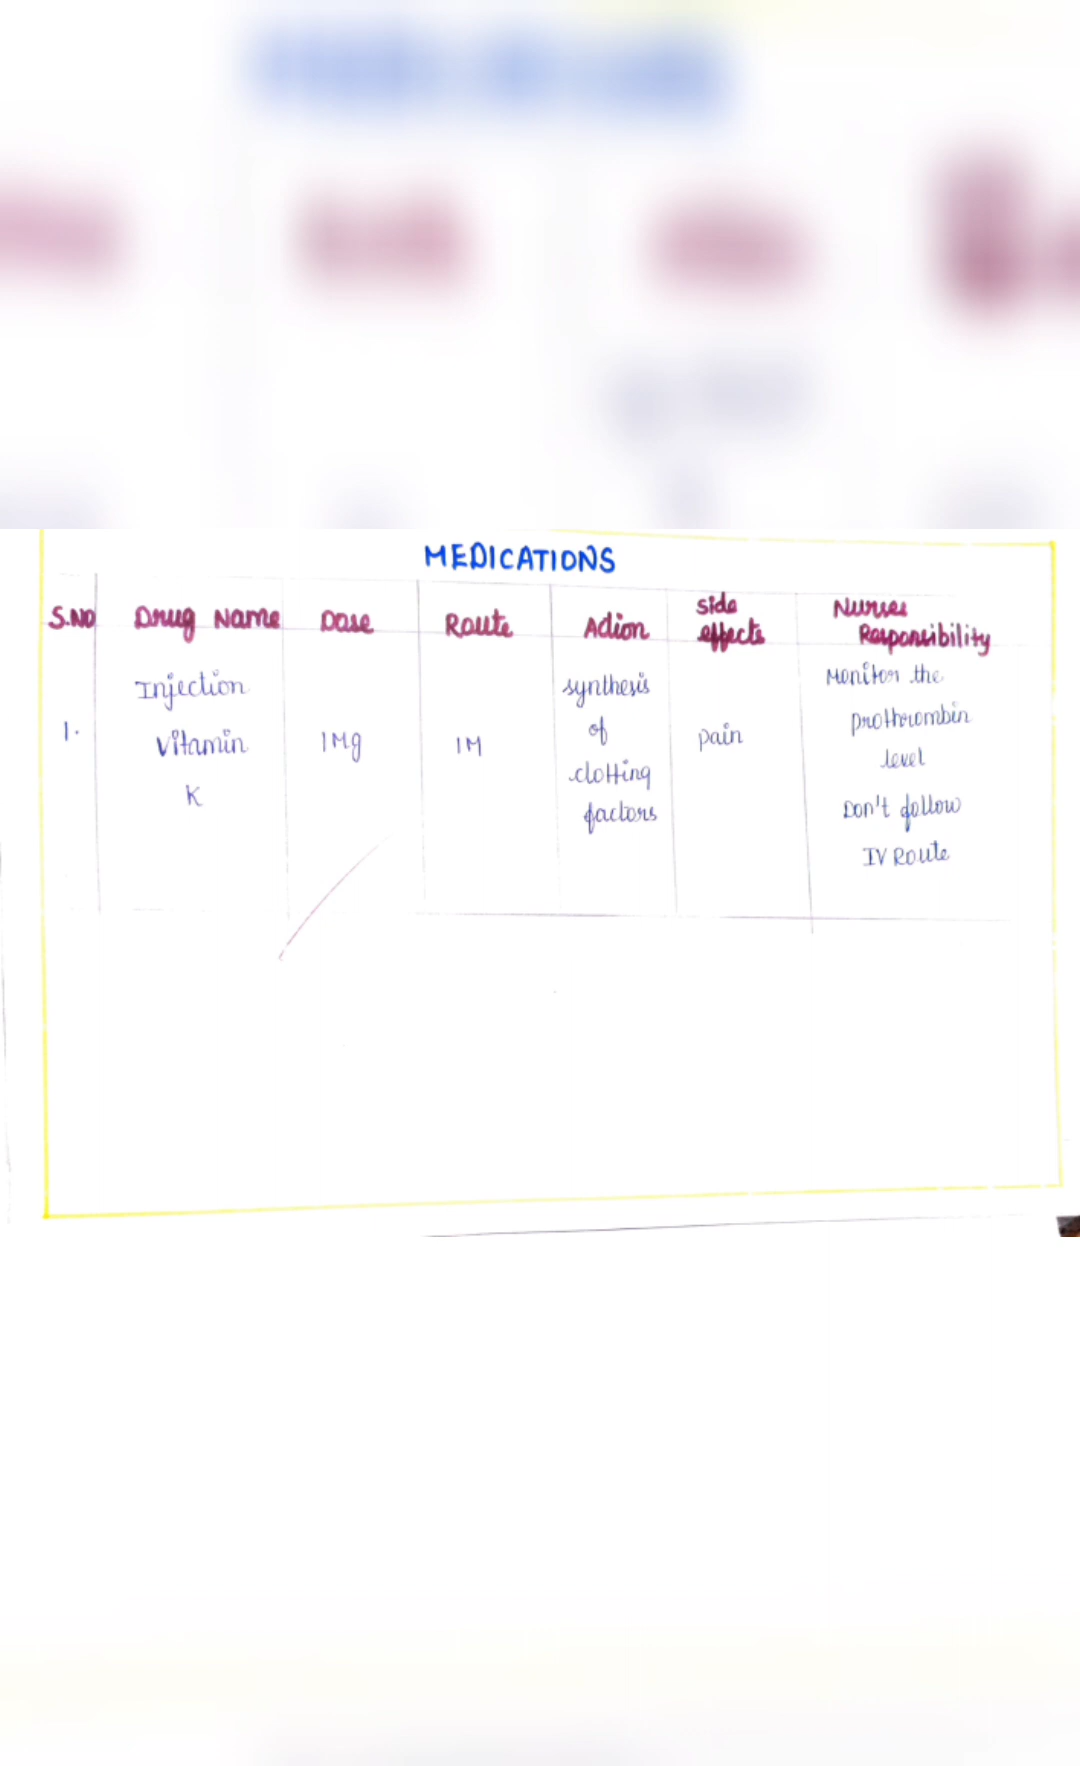 MEDICATIONS
S.NO Drug Name Dose Route Action Side effects Nurses Responsibility
1. Injection Vitamin K 1Mg IM synthesis of clotting factors pain Monitor the prothrombin level Don't follow IV Route